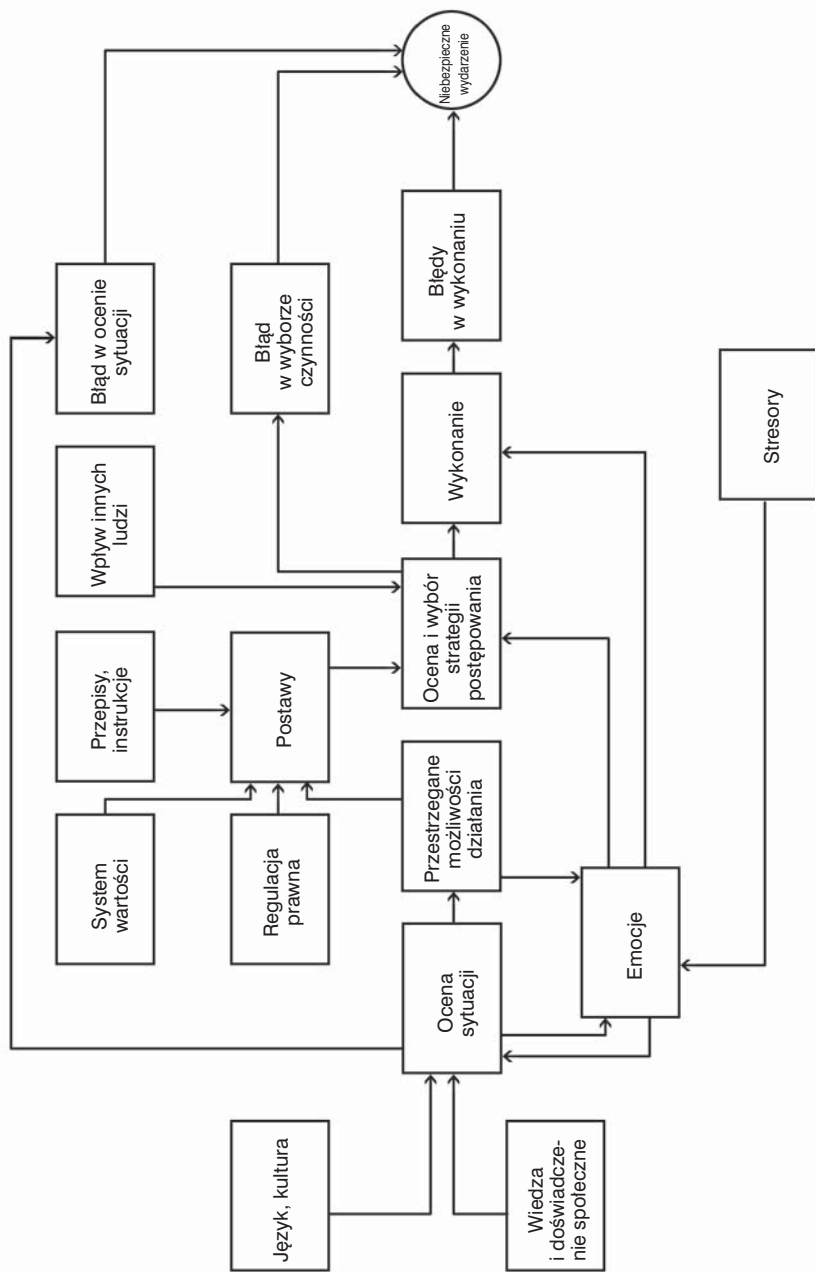 Język, kultura
Wiedza
i doświadcze-
nie społeczne
System
wartości
Regulacja
prawna
Ocena
sytuacji
Przepisy,
instrukcje
Postawy
Przestrzegane
możliwości
działania
Emocje
Wpływ innych
ludzi
Ocena i wybór
strategii
postępowania
Błąd w ocenie
sytuacji
Błąd
w wyborze
czynności
Wykonanie
Błędy
w wykonaniu
Stresory
Niebezpieczne
wydarzenie